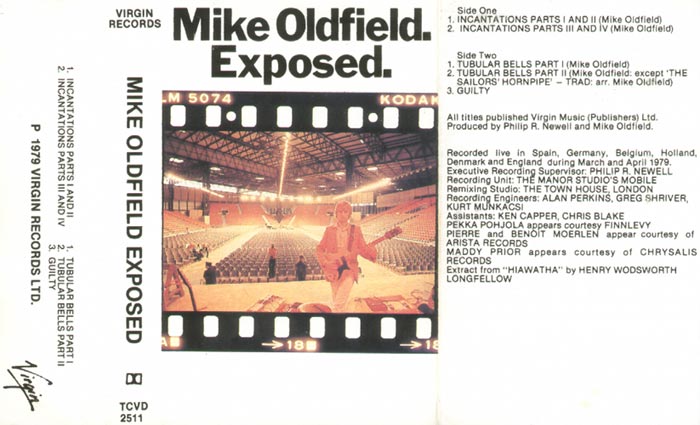 1. INCANTATIONS PARTS I AND II
2. INCANTATIONS PARTS III AND IV
1. TUBULAR BELLS PART I
2. TUBULAR BELLS PART II
3. GUILTY
P 1979 VIRGIN RECORDS LTD.
Virgin
VIRGIN
RECORDS
MIKE OLDFIELD EXPOSED
TCVD
2511
Mike Oldfield.
Exposed.
LM 5074
KODAK
18
18
Side One
1. INCANTATIONS PARTS I AND II (Mike Oldfield)
2. INCANTATIONS PARTS III AND IV (Mike Oldfield)
Side Two
1. TUBULAR BELLS PART I (Mike Oldfield)
2. TUBULAR BELLS PART II (Mike Oldfield: except 'THE
SAILORS' HORNPIPE' – TRAD: arr. Mike Oldfield)
3. GUILTY
All titles published Virgin Music (Publishers) Ltd.
Produced by Philip R. Newell and Mike Oldfield.
Recorded live in Spain, Germany, Belgium, Holland,
Denmark and England during March and April 1979.
Executive Recording Supervisor: PHILIP R. NEWELL
Recording Unit: THE MANOR STUDIO'S MOBILE
Remixing Studio: THE TOWN HOUSE, LONDON
Recording Engineers: ALAN PERKINS, GREG SHRIVER,
KURT MUNKACSI
Assistants: KEN CAPPER, CHRIS BLAKE
PEKKA POHJOLA appears courtesy FINNLEVY
PIERRE and BENOIT MOERLEN appear courtesy of
ARISTA RECORDS
MADDY PRIOR appears courtesy of CHRYSALIS
RECORDS
Extract from "HIAWATHA" by HENRY WODSWORTH
LONGFELLOW